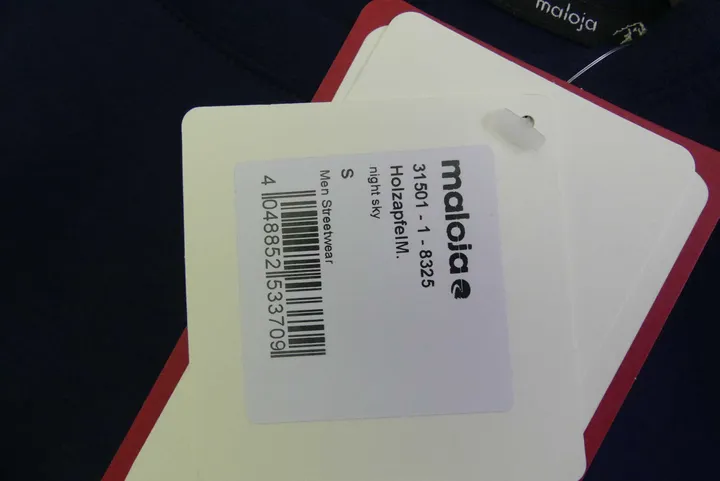 maloja
maloja
31501 - 1 - 8325
HolzapfelM.
night sky
S
Men Streetwear
4 048852 533709